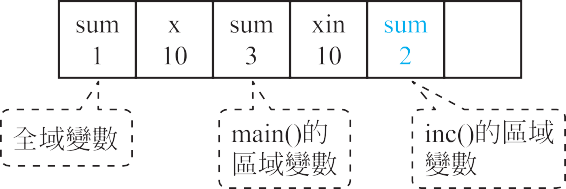 sum x sum xin sum
1 10 3 10 2
全域變數
main()的
區域變數
inc()的區域
變數